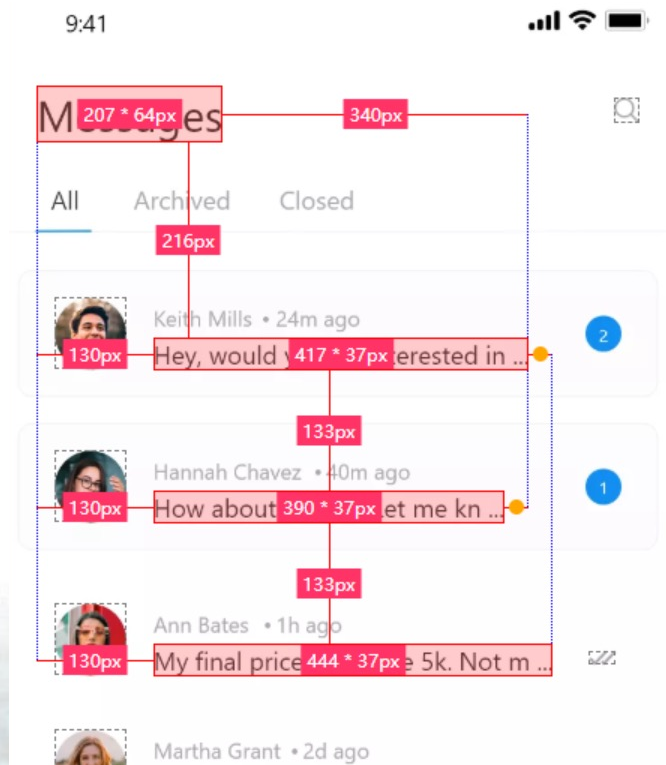 9:41
M 207 * 64px es
340px
All Archived Closed
216px
Keith Mills • 24m ago
2
130px Hey, would 417 * 37px terested in ...
133px
Hannah Chavez • 40m ago
1
130px How about 390 * 37px et me kn ...
133px
Ann Bates • 1h ago
130px My final price 444 * 37px e 5k. Not m ...
Martha Grant • 2d ago